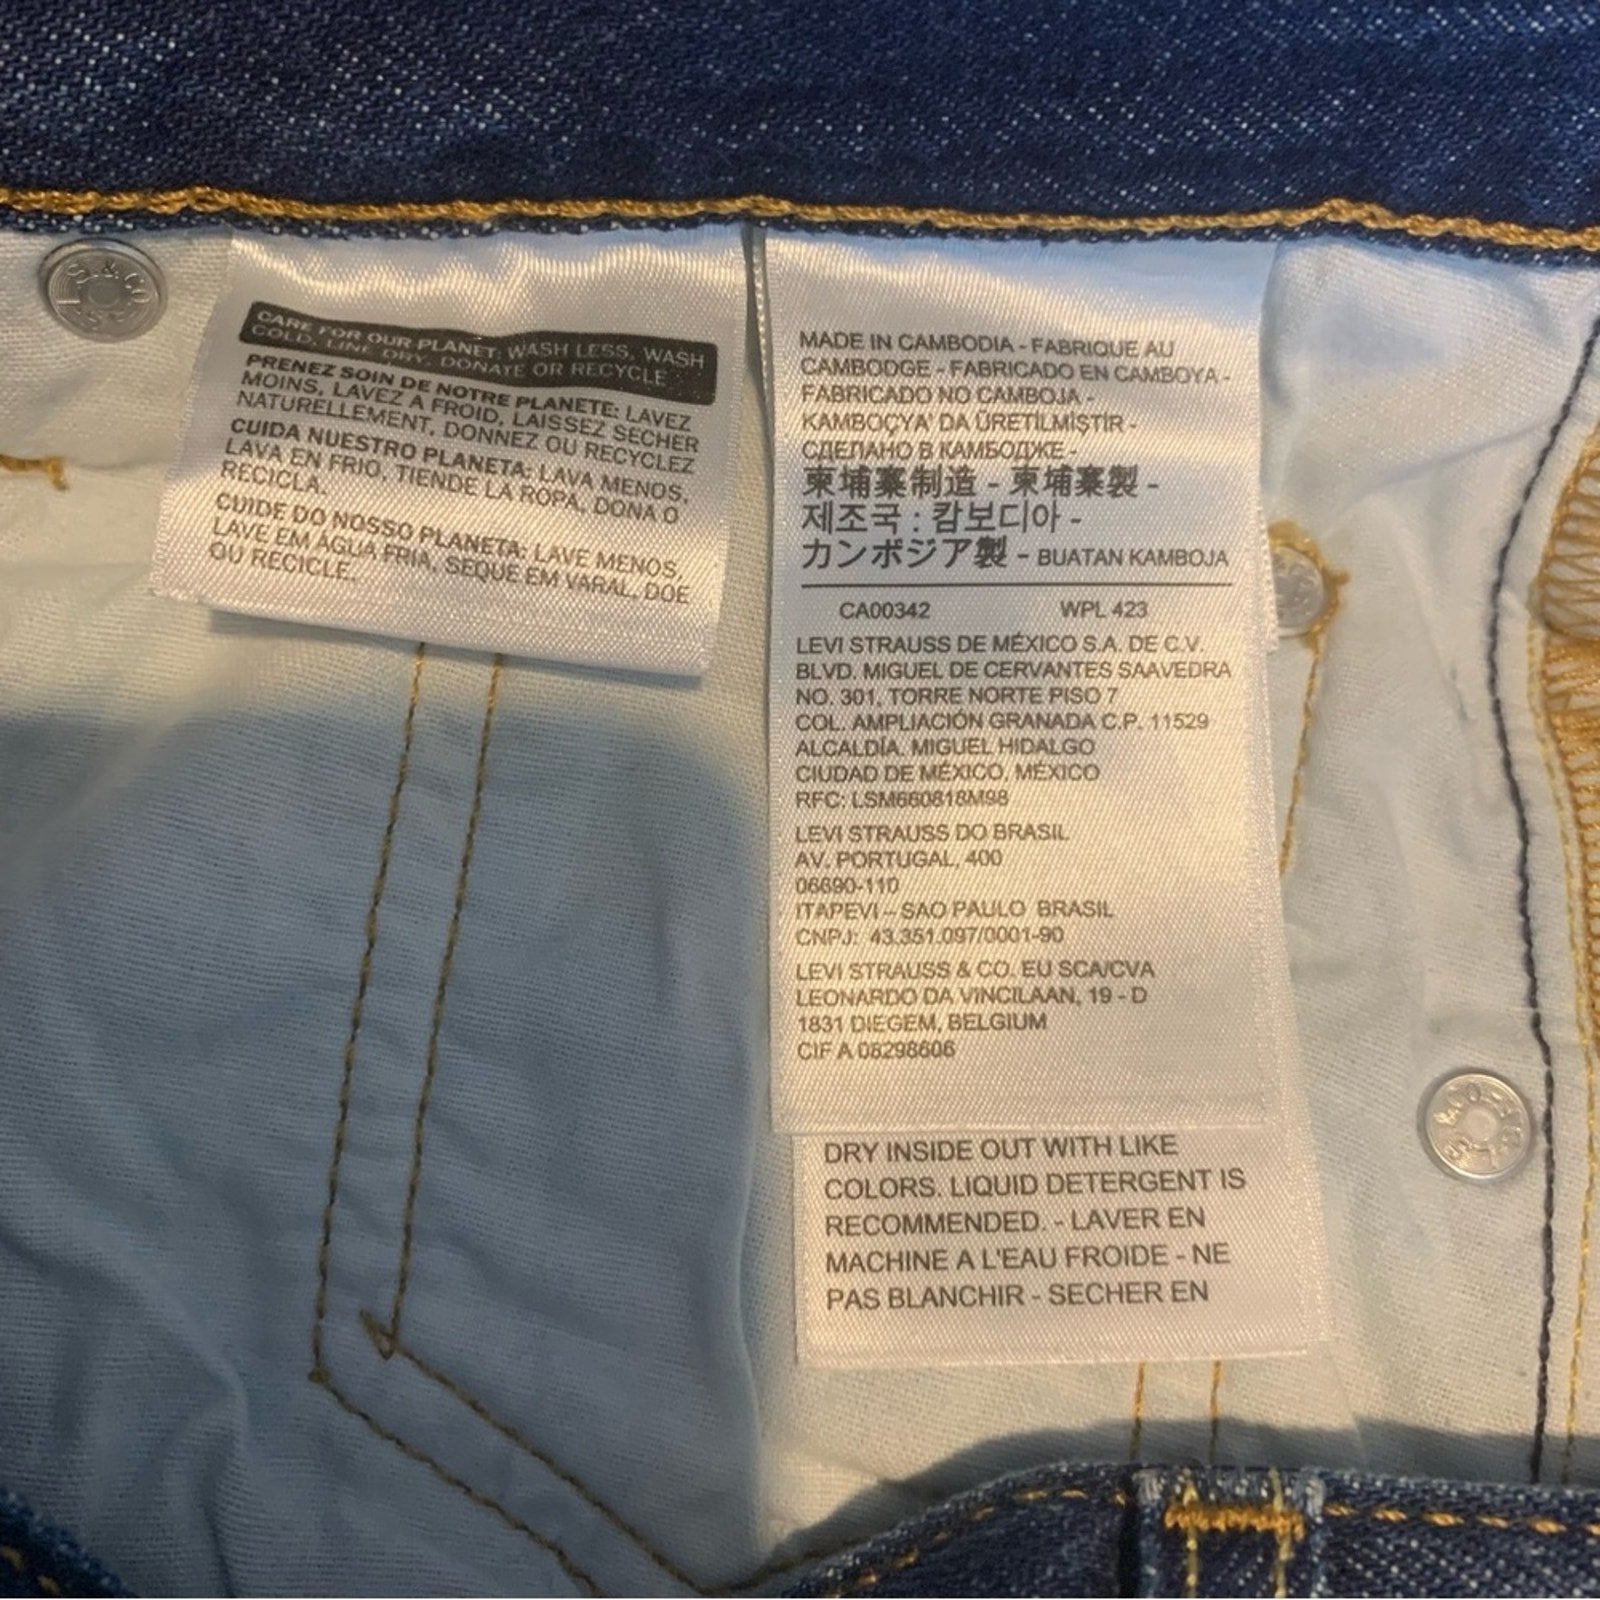 L.S. & CO.
CARE FOR OUR PLANET: WASH LESS, WASH
COLD, LINE DRY, DONATE OR RECYCLE
PRENEZ SOIN DE NOTRE PLANETE: LAVEZ
MOINS, LAVEZ A FROID, LAISSEZ SECHER
NATURELLEMENT, DONNEZ OU RECYCLEZ
CUIDA NUESTRO PLANETA: LAVA MENOS,
LAVA EN FRIO, TIENDE LA ROPA, DONA O
RECICLA.
CUIDE DO NOSSO PLANETA: LAVE MENOS,
LAVE EM ÁGUA FRIA, SEQUE EM VARAL, DOE
OU RECICLE.
MADE IN CAMBODIA - FABRIQUE AU
CAMBODGE - FABRICADO EN CAMBOYA -
FABRICADO NO CAMBOJA -
KAMBOÇYA' DA ÜRETİLMİŞTİR -
СДЕЛАНО В КАМБОДЖЕ -
柬埔寨制造 - 柬埔寨製 -
제조국 : 캄보디아 -
カンボジア製 - BUATAN KAMBOJA
CA00342 WPL 423
LEVI STRAUSS DE MÉXICO S.A. DE C.V.
BLVD. MIGUEL DE CERVANTES SAAVEDRA
NO. 301, TORRE NORTE PISO 7
COL. AMPLIACIÓN GRANADA C.P. 11529
ALCALDÍA. MIGUEL HIDALGO
CIUDAD DE MÉXICO, MÉXICO
RFC: LSM660818M98
LEVI STRAUSS DO BRASIL
AV. PORTUGAL, 400
06690-110
ITAPEVI – SAO PAULO BRASIL
CNPJ: 43.351.097/0001-90
LEVI STRAUSS & CO. EU SCA/CVA
LEONARDO DA VINCILAAN, 19 - D
1831 DIEGEM, BELGIUM
CIF A 08298606
DRY INSIDE OUT WITH LIKE
COLORS. LIQUID DETERGENT IS
RECOMMENDED. - LAVER EN
MACHINE A L'EAU FROIDE - NE
PAS BLANCHIR - SECHER EN
L.S. & CO.